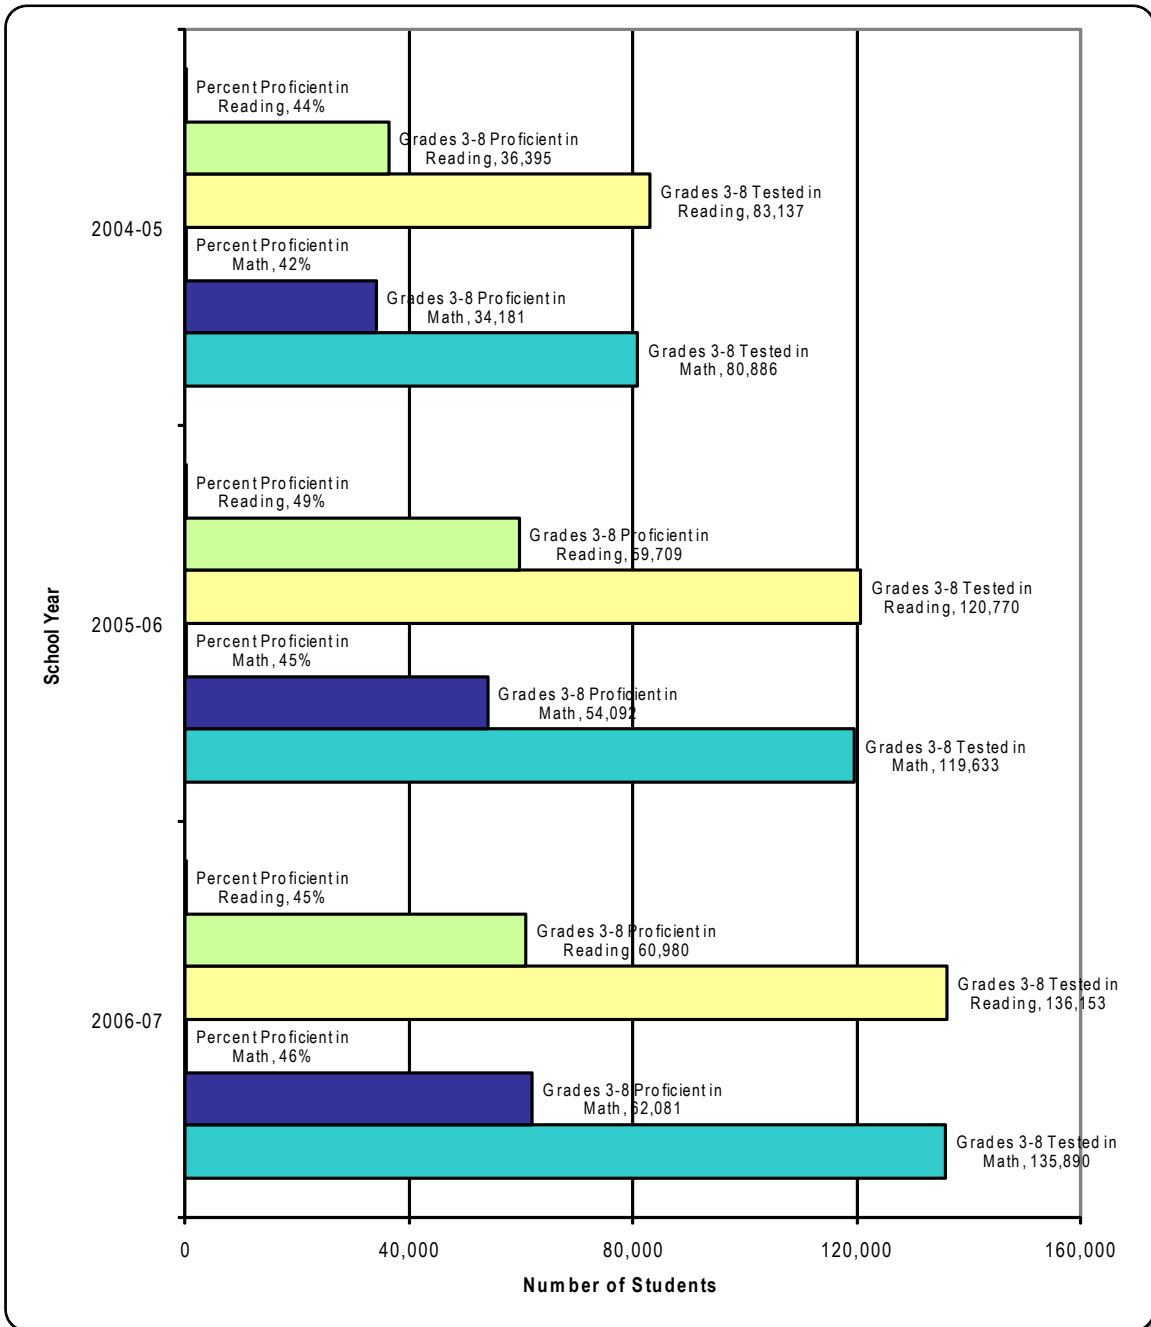 Percent Proficient in
Reading, 44%
Grades 3-8 Proficient in
Reading, 36,395
Grades 3-8 Tested in
Reading, 83,137
2004-05
Percent Proficient in
Math, 42%
Grades 3-8 Proficient in
Math, 34,181
Grades 3-8 Tested in
Math, 80,886
Percent Proficient in
Reading, 49%
Grades 3-8 Proficient in
Reading, 59,709
Grades 3-8 Tested in
Reading, 120,770
School Year
2005-06
Percent Proficient in
Math, 45%
Grades 3-8 Proficient in
Math, 54,092
Grades 3-8 Tested in
Math, 119,633
Percent Proficient in
Reading, 45%
Grades 3-8 Proficient in
Reading, 60,980
Grades 3-8 Tested in
Reading, 136,153
2006-07
Percent Proficient in
Math, 46%
Grades 3-8 Proficient in
Math, 62,081
Grades 3-8 Tested in
Math, 135,890
0 40,000 80,000 120,000 160,000
Number of Students